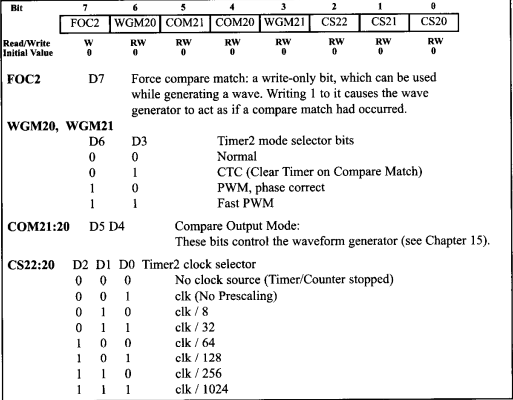 Bit 7 6 5 4 3 2 1 0
FOC2 WGM20 COM21 COM20 WGM21 CS22 CS21 CS20
Read/Write W RW RW RW RW RW RW RW
Initial Value 0 0 0 0 0 0 0 0
FOC2 D7 Force compare match: a write-only bit, which can be used
while generating a wave. Writing 1 to it causes the wave
generator to act as if a compare match had occurred.
WGM20, WGM21
D6 D3 Timer2 mode selector bits
0 0 Normal
0 1 CTC (Clear Timer on Compare Match)
1 0 PWM, phase correct
1 1 Fast PWM
COM21:20 D5 D4 Compare Output Mode:
These bits control the waveform generator (see Chapter 15).
CS22:20 D2 D1 D0 Timer2 clock selector
0 0 0 No clock source (Timer/Counter stopped)
0 0 1 clk (No Prescaling)
0 1 0 clk / 8
0 1 1 clk / 32
1 0 0 clk / 64
1 0 1 clk / 128
1 1 0 clk / 256
1 1 1 clk / 1024